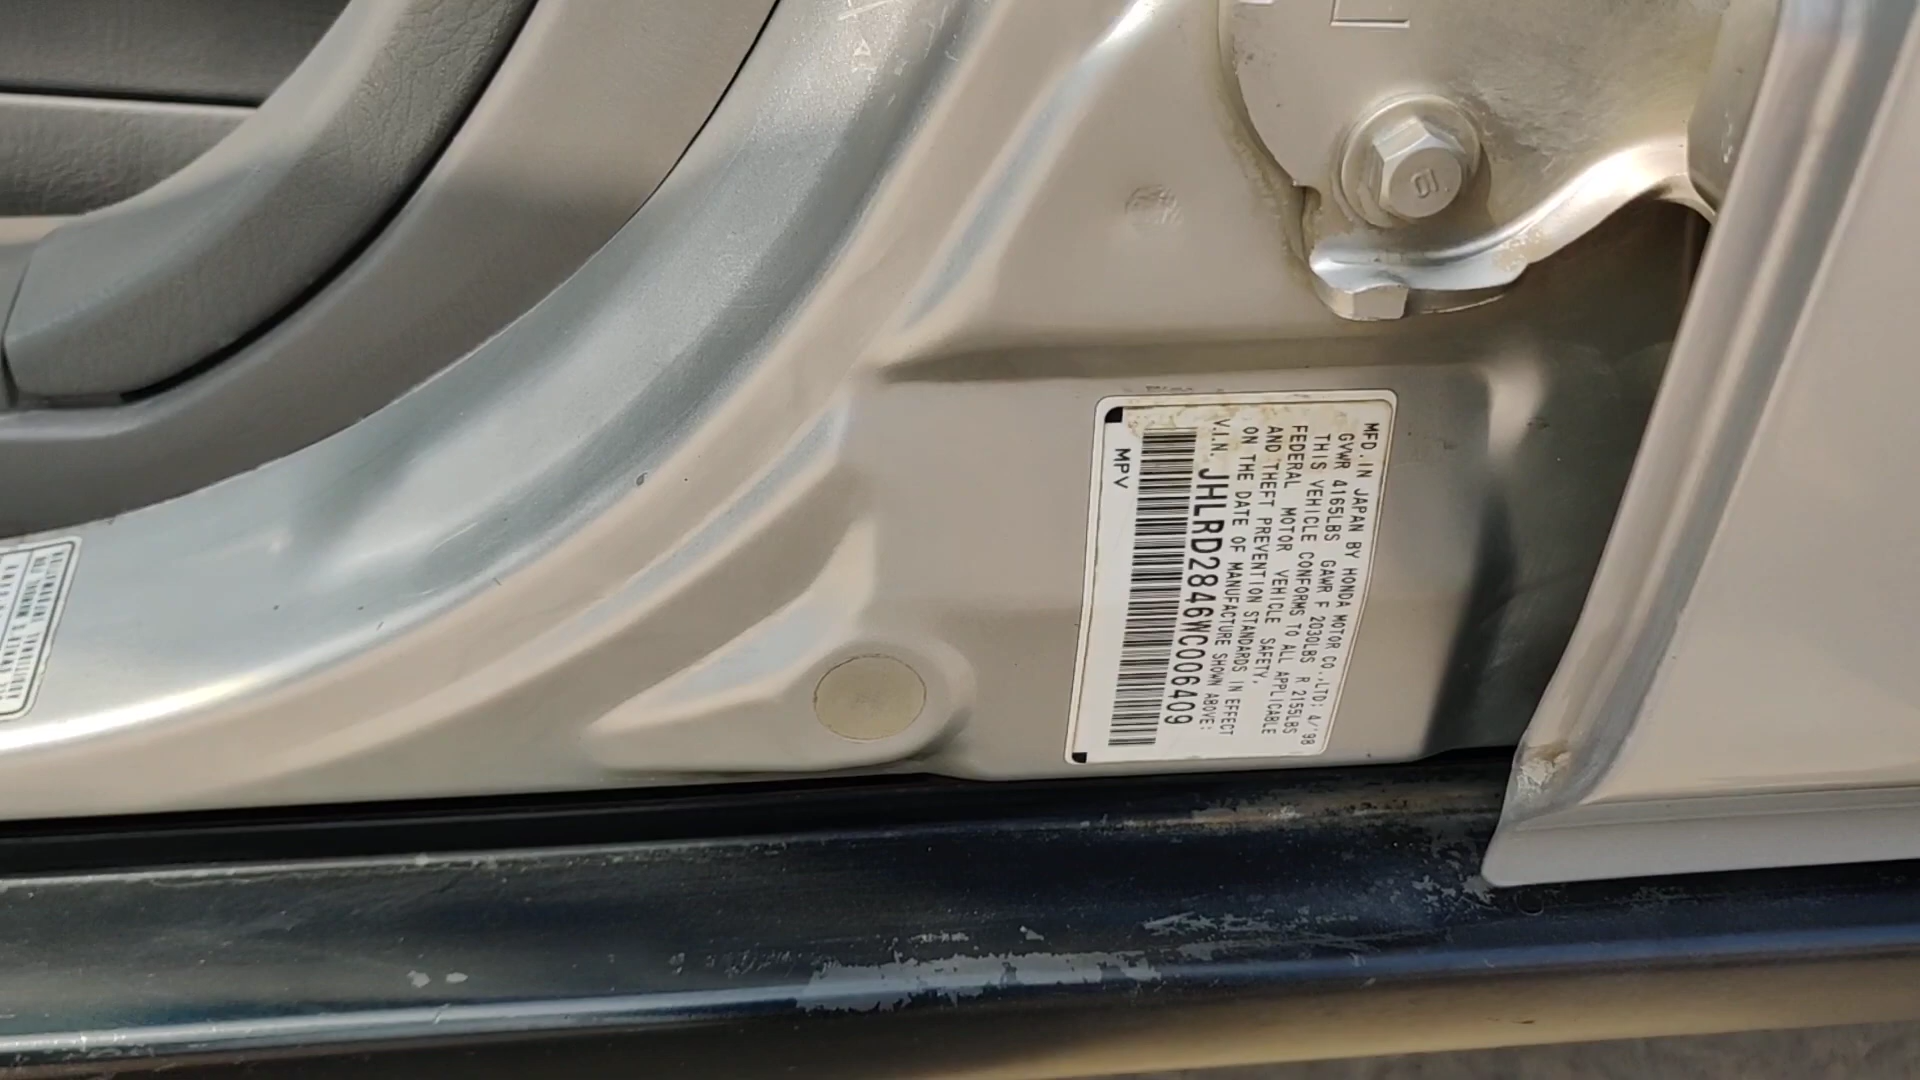 MFD. IN JAPAN BY HONDA MOTOR CO.,LTD; 4/'98
GVWR 4165LBS GAWR F 2030LBS R 2155LBS
THIS VEHICLE CONFORMS TO ALL APPLICABLE
FEDERAL MOTOR VEHICLE SAFETY,
AND THEFT PREVENTION STANDARDS IN EFFECT
ON THE DATE OF MANUFACTURE SHOWN ABOVE;
V.I.N. JHLRD2846WC006409
MPV